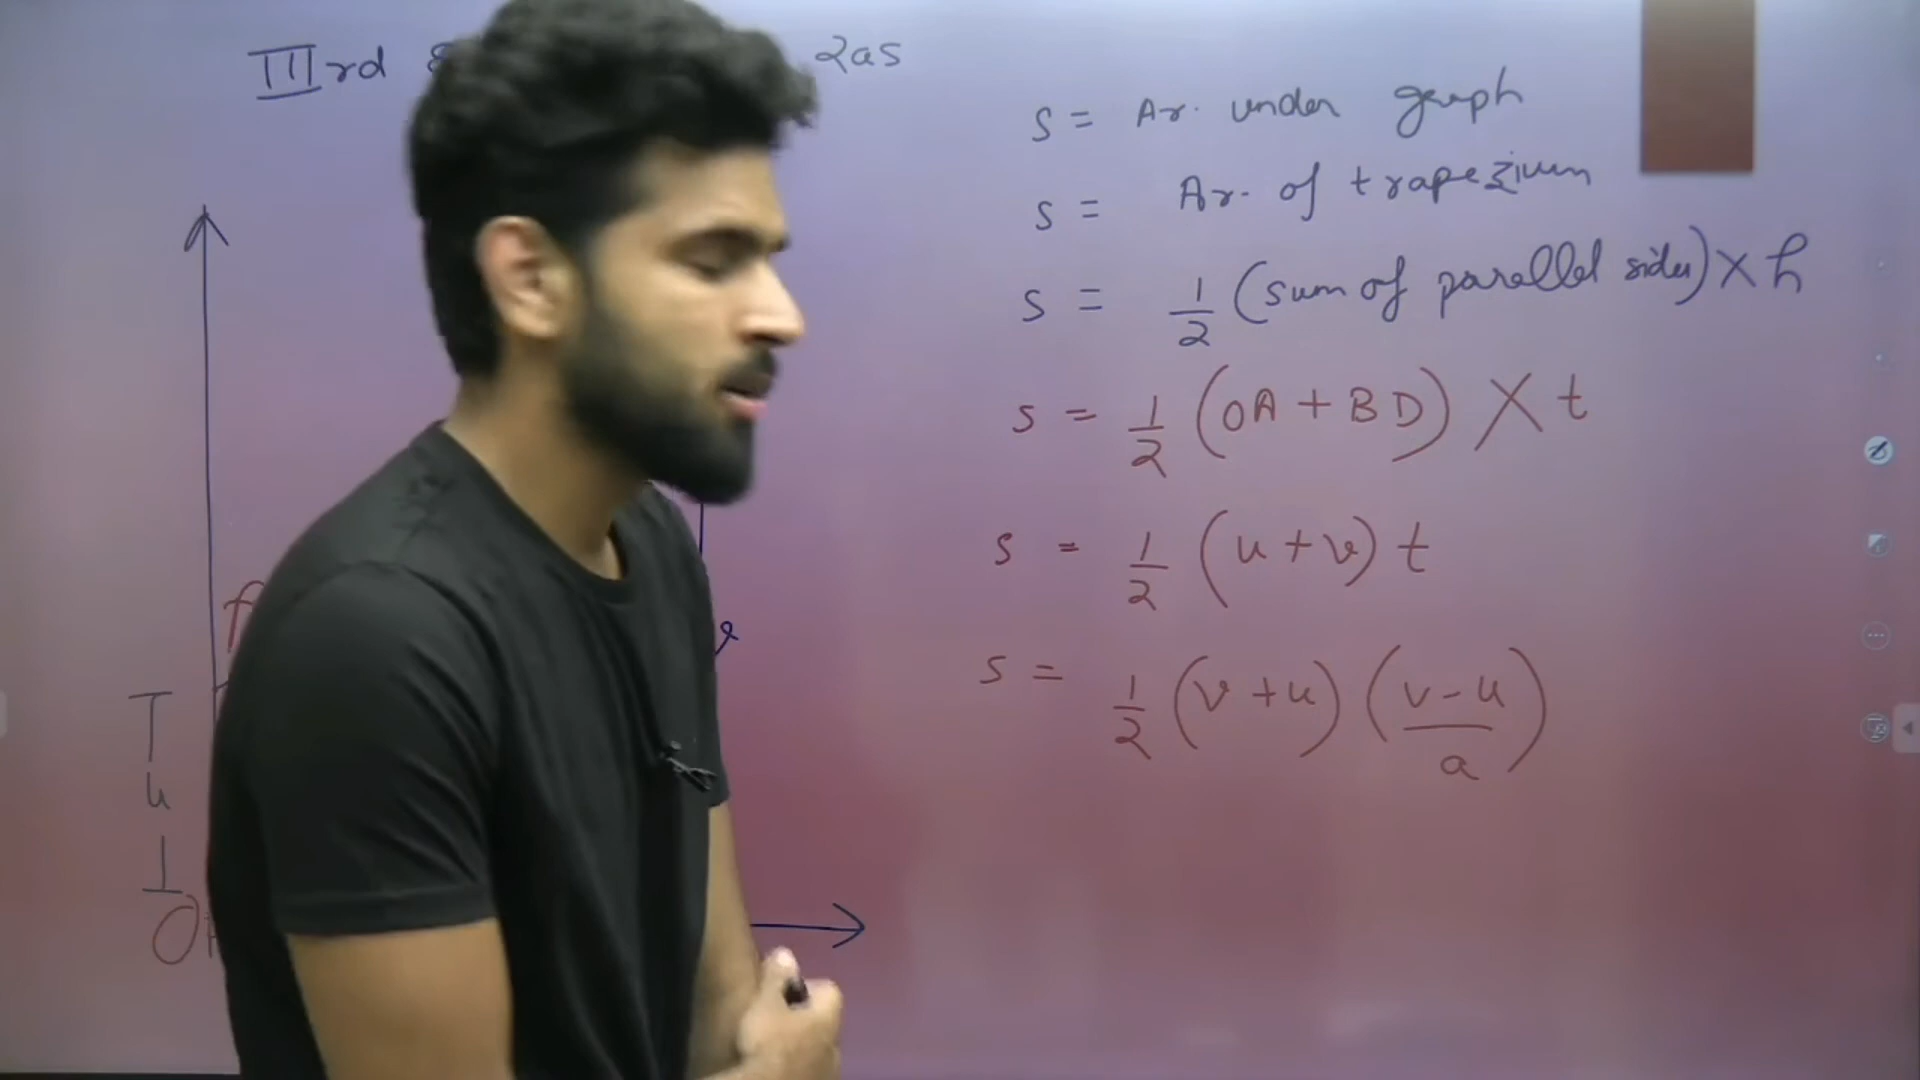 IIIrd 2as
s = Ar. under graph
s = Ar. of trapezium
s = 1/2 (sum of parallel sides) × h
s = 1/2 (OA + BD) × t
s = 1/2 (u + v) t
s = 1/2 (v + u) (v - u / a)
u
O